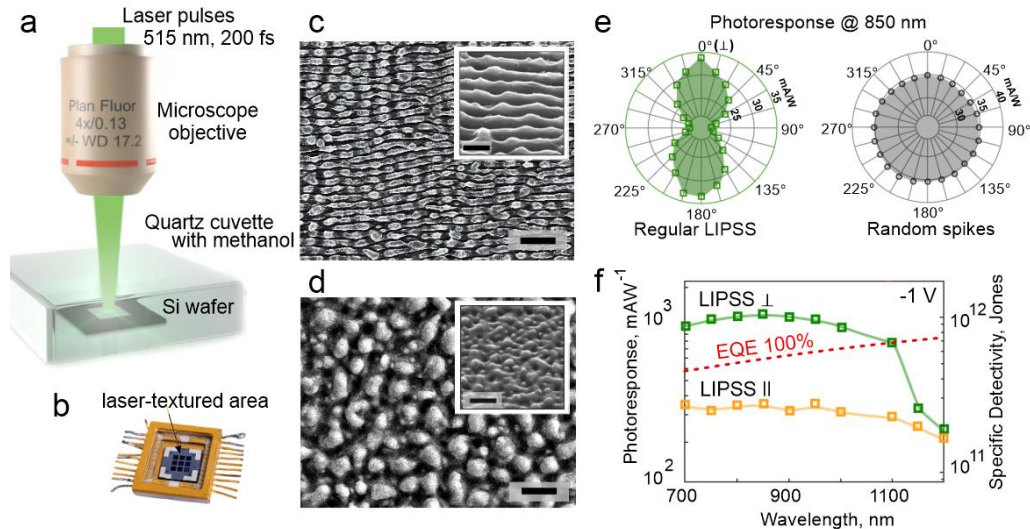 a
Laser pulses
515 nm, 200 fs
Plan Fluor
4x/0.13
∞/- WD 17.2
Microscope
objective
Quartz cuvette
with methanol
Si wafer
b
laser-textured area
c
d
e
Photoresponse @ 850 nm
0°(⊥)
45°
90°
135°
180°
225°
270°
315°
mA/W
35
30
25
Regular LIPSS
0°
45°
90°
135°
180°
225°
270°
315°
mA/W
40
35
30
Random spikes
f
-1 V
LIPSS ⊥
EQE 100%
LIPSS ||
Photoresponse, mAW⁻¹
10³
10²
Specific Detectivity, Jones
10¹²
10¹¹
700
900
1100
Wavelength, nm